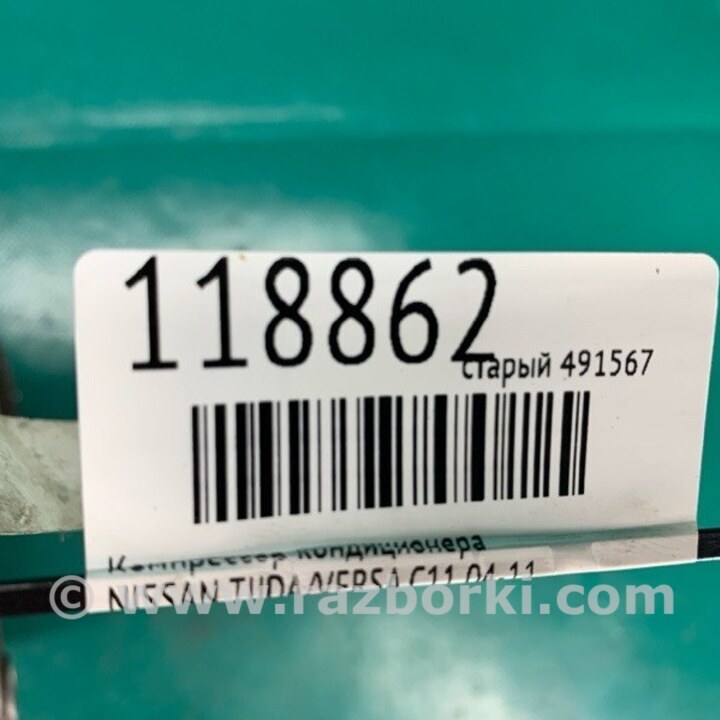 118862
старый 491567
Компрессор кондиционера
NISSAN TIIDA/VERSA C11 04-11
© www.razborki.com